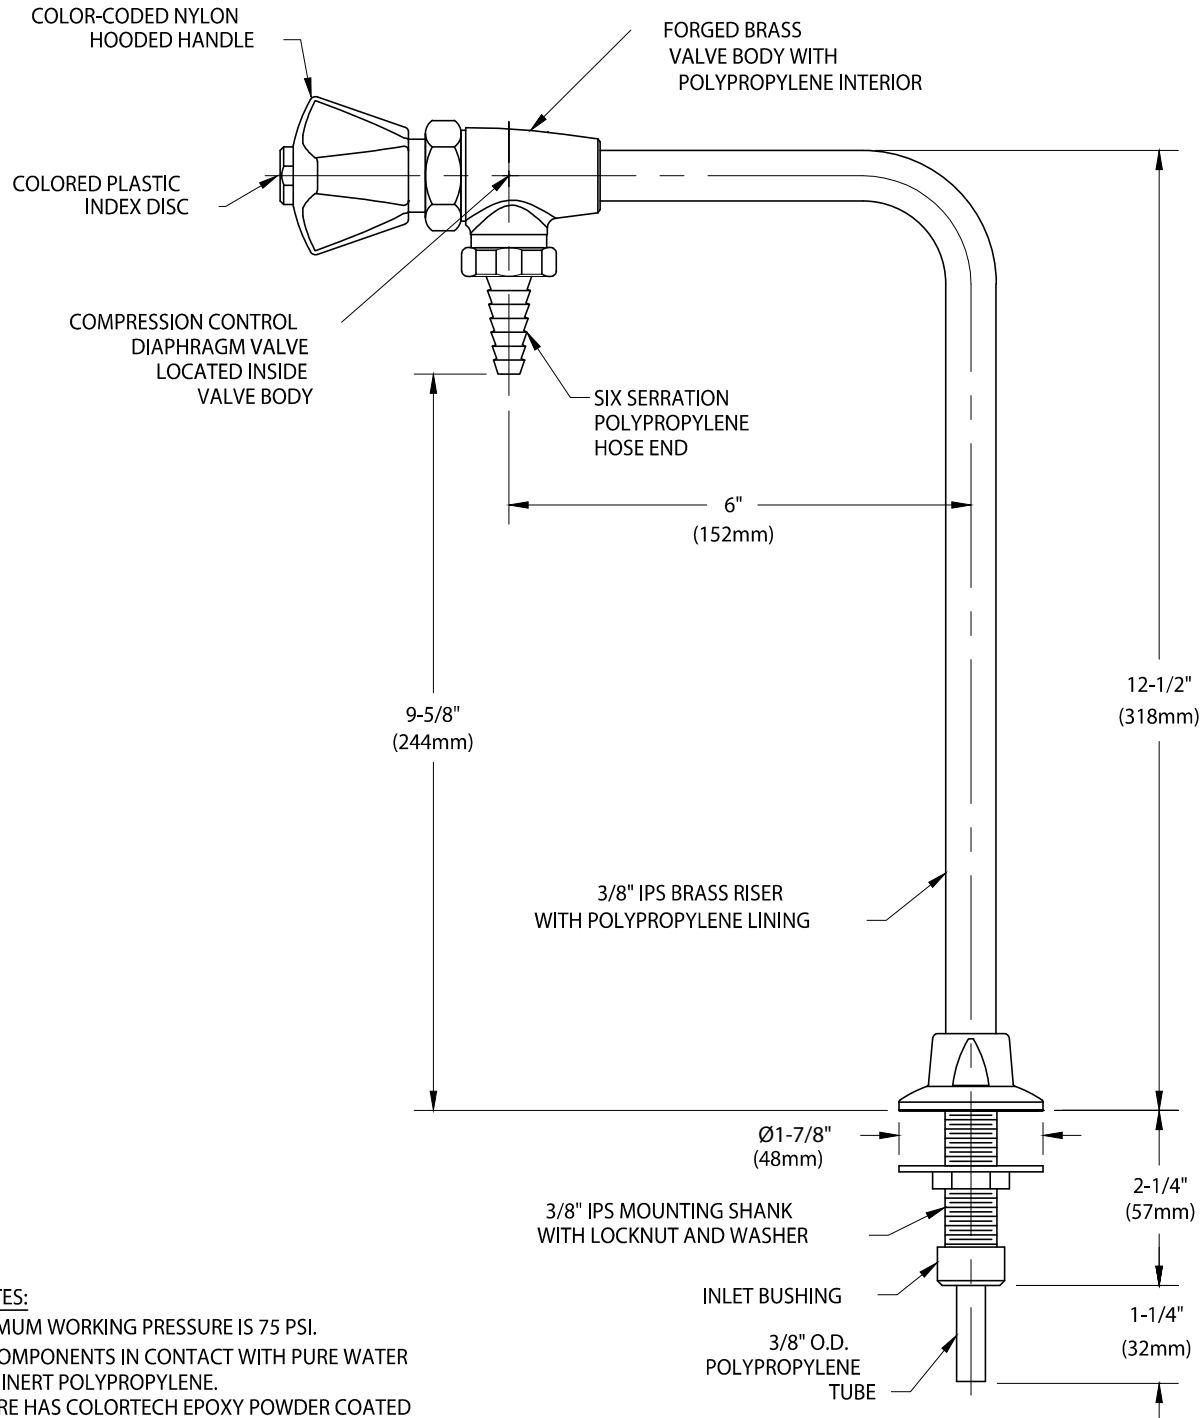 COLOR-CODED NYLON
HOODED HANDLE
FORGED BRASS
VALVE BODY WITH
POLYPROPYLENE INTERIOR
COLORED PLASTIC
INDEX DISC
COMPRESSION CONTROL
DIAPHRAGM VALVE
LOCATED INSIDE
VALVE BODY
SIX SERRATION
POLYPROPYLENE
HOSE END
6"
(152mm)
12-1/2"
(318mm)
9-5/8"
(244mm)
3/8" IPS BRASS RISER
WITH POLYPROPYLENE LINING
Ø1-7/8"
(48mm)
2-1/4"
(57mm)
3/8" IPS MOUNTING SHANK
WITH LOCKNUT AND WASHER
INLET BUSHING
1-1/4"
(32mm)
3/8" O.D.
POLYPROPYLENE
TUBE
TES:
MUM WORKING PRESSURE IS 75 PSI.
OMPONENTS IN CONTACT WITH PURE WATER
INERT POLYPROPYLENE.
RE HAS COLORTECH EPOXY POWDER COATED